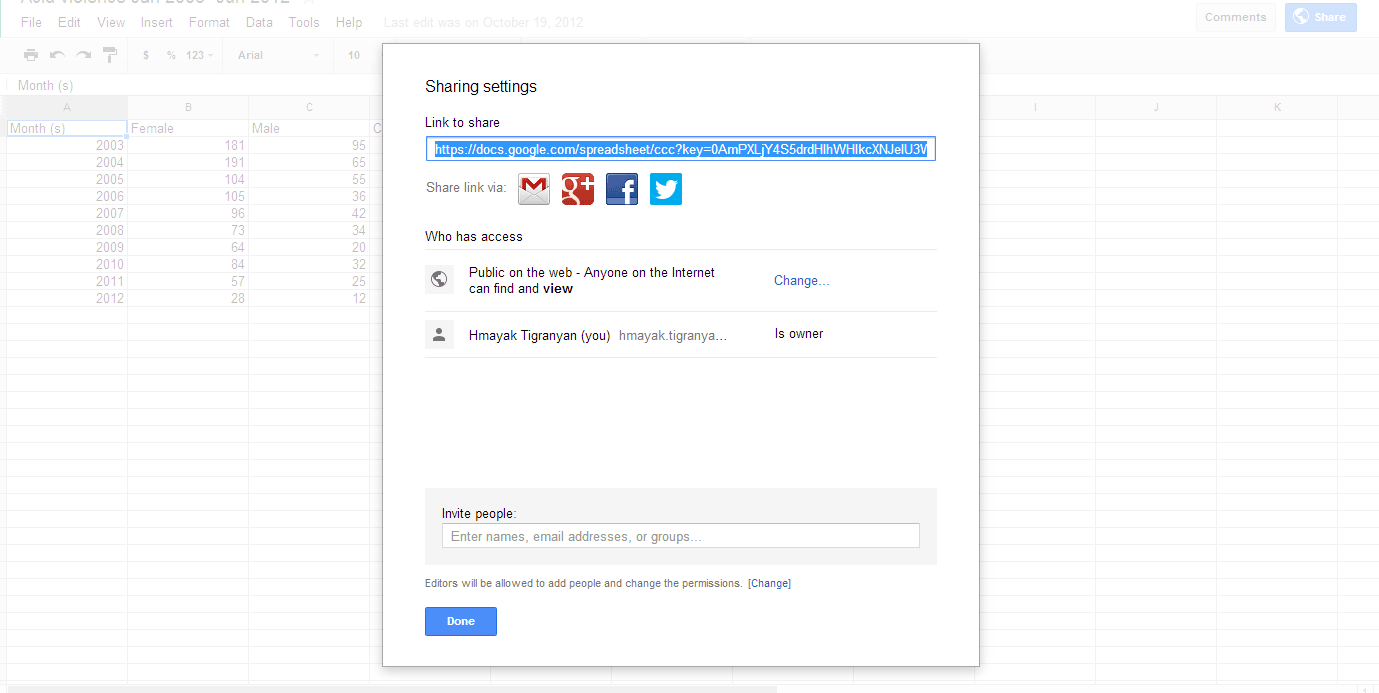 Acid violence Jan 2003- Jun 2012
File Edit View Insert Format Data Tools Help Last edit was on October 19, 2012
Comments Share
$ % 123 Arial 10
Month (s)
A B C I J K
Month (s) Female Male C
2003 181 95
2004 191 65
2005 104 55
2006 105 36
2007 96 42
2008 73 34
2009 64 20
2010 84 32
2011 57 25
2012 28 12
Sharing settings
Link to share
https://docs.google.com/spreadsheet/ccc?key=0AmPXLjY4S5drdHlhWHlkcXNJelU3V
Share link via:
Who has access
Public on the web - Anyone on the Internet
can find and view
Change...
Hmayak Tigranyan (you) hmayak.tigranya... Is owner
Invite people:
Enter names, email addresses, or groups...
Editors will be allowed to add people and change the permissions. [Change]
Done